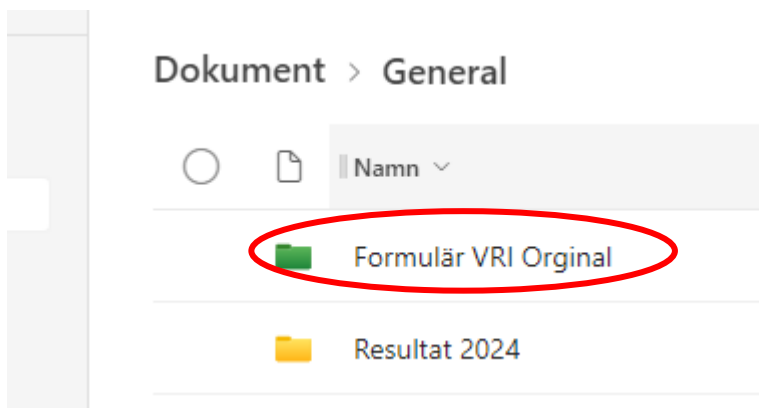 Dokument > General
Namn
Formulär VRI Orginal
Resultat 2024